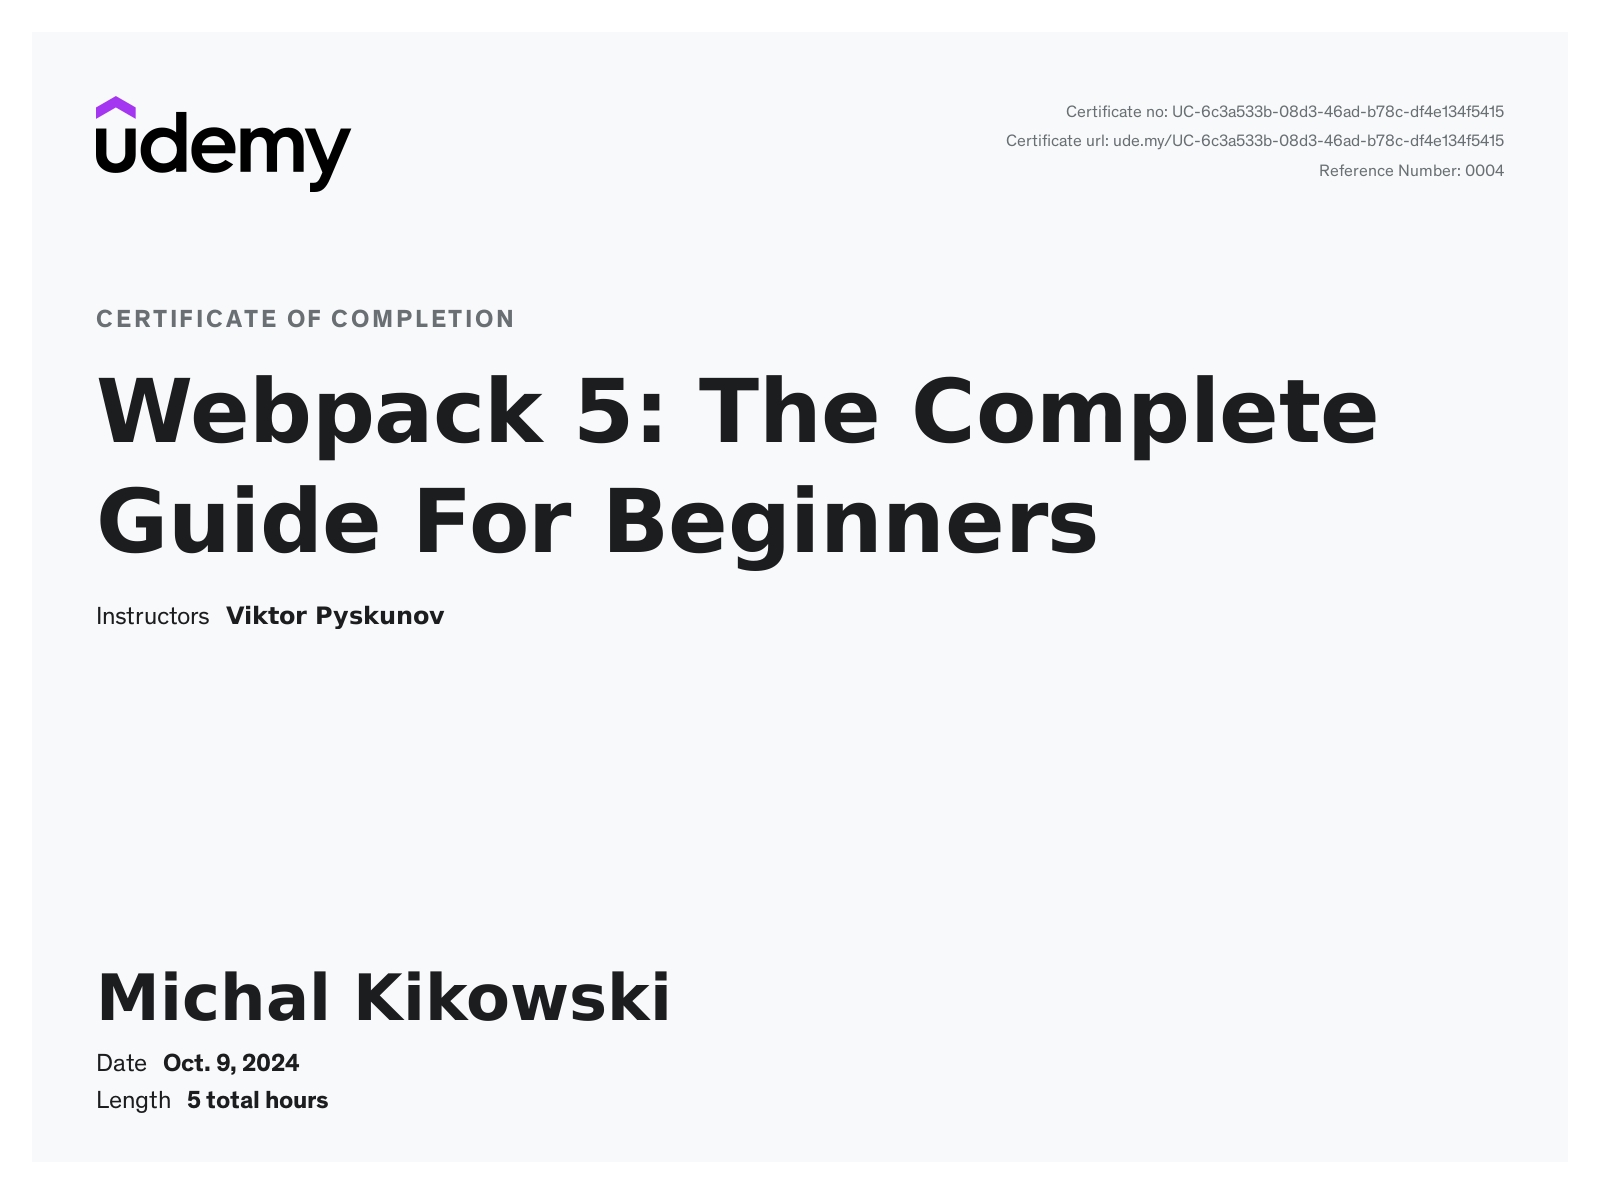 udemy
Certificate no: UC-6c3a533b-08d3-46ad-b78c-df4e134f5415
Certificate url: ude.my/UC-6c3a533b-08d3-46ad-b78c-df4e134f5415
Reference Number: 0004
CERTIFICATE OF COMPLETION
Webpack 5: The Complete
Guide For Beginners
Instructors Viktor Pyskunov
Michal Kikowski
Date Oct. 9, 2024
Length 5 total hours